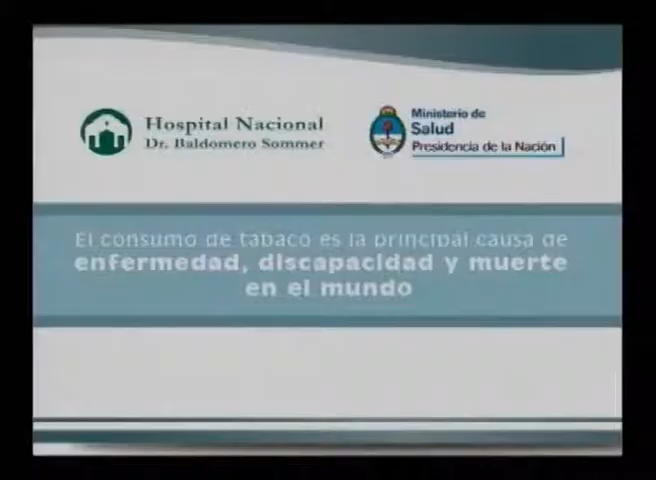 Hospital Nacional
Dr. Baldomero Sommer
Ministerio de
Salud
Presidencia de la Nación
El consumo de tabaco es la principal causa de
enfermedad, discapacidad y muerte
en el mundo